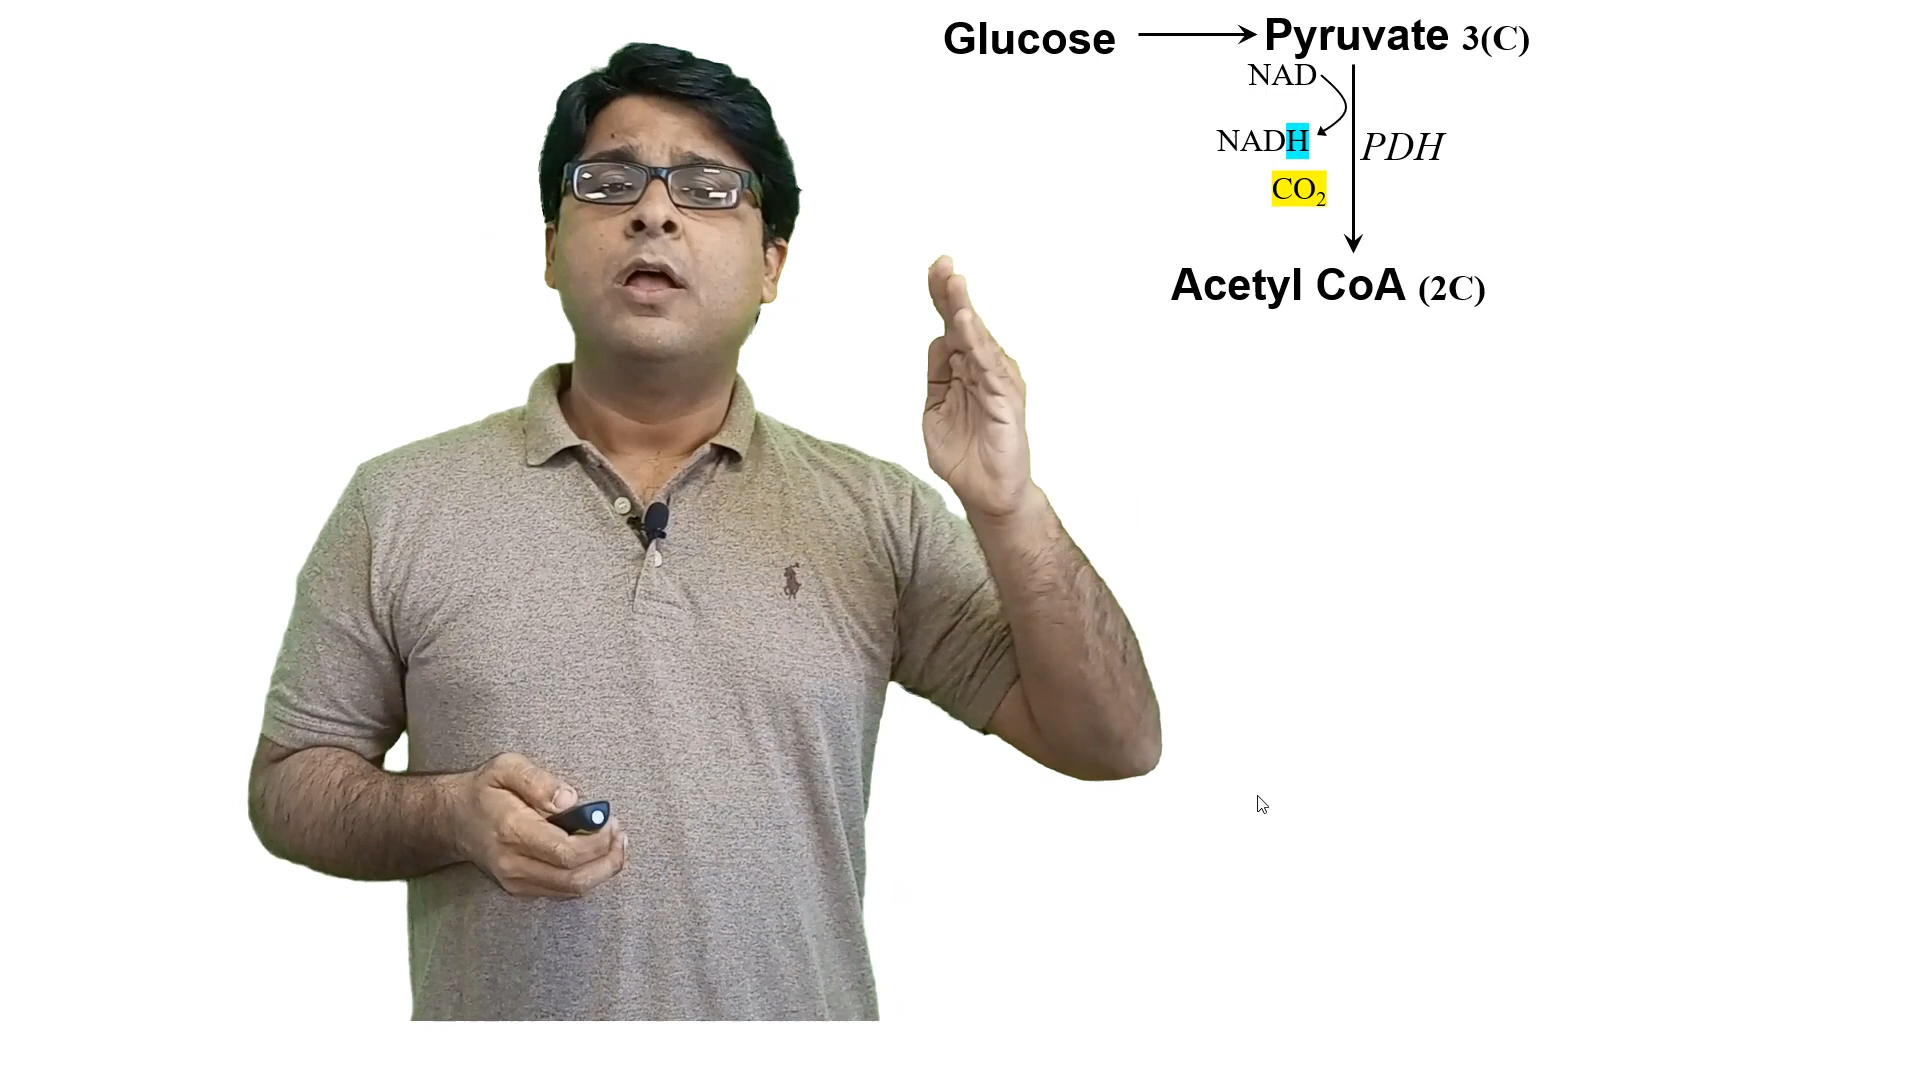 Glucose → Pyruvate 3(C)
NAD
NADH
PDH
CO₂
Acetyl CoA (2C)